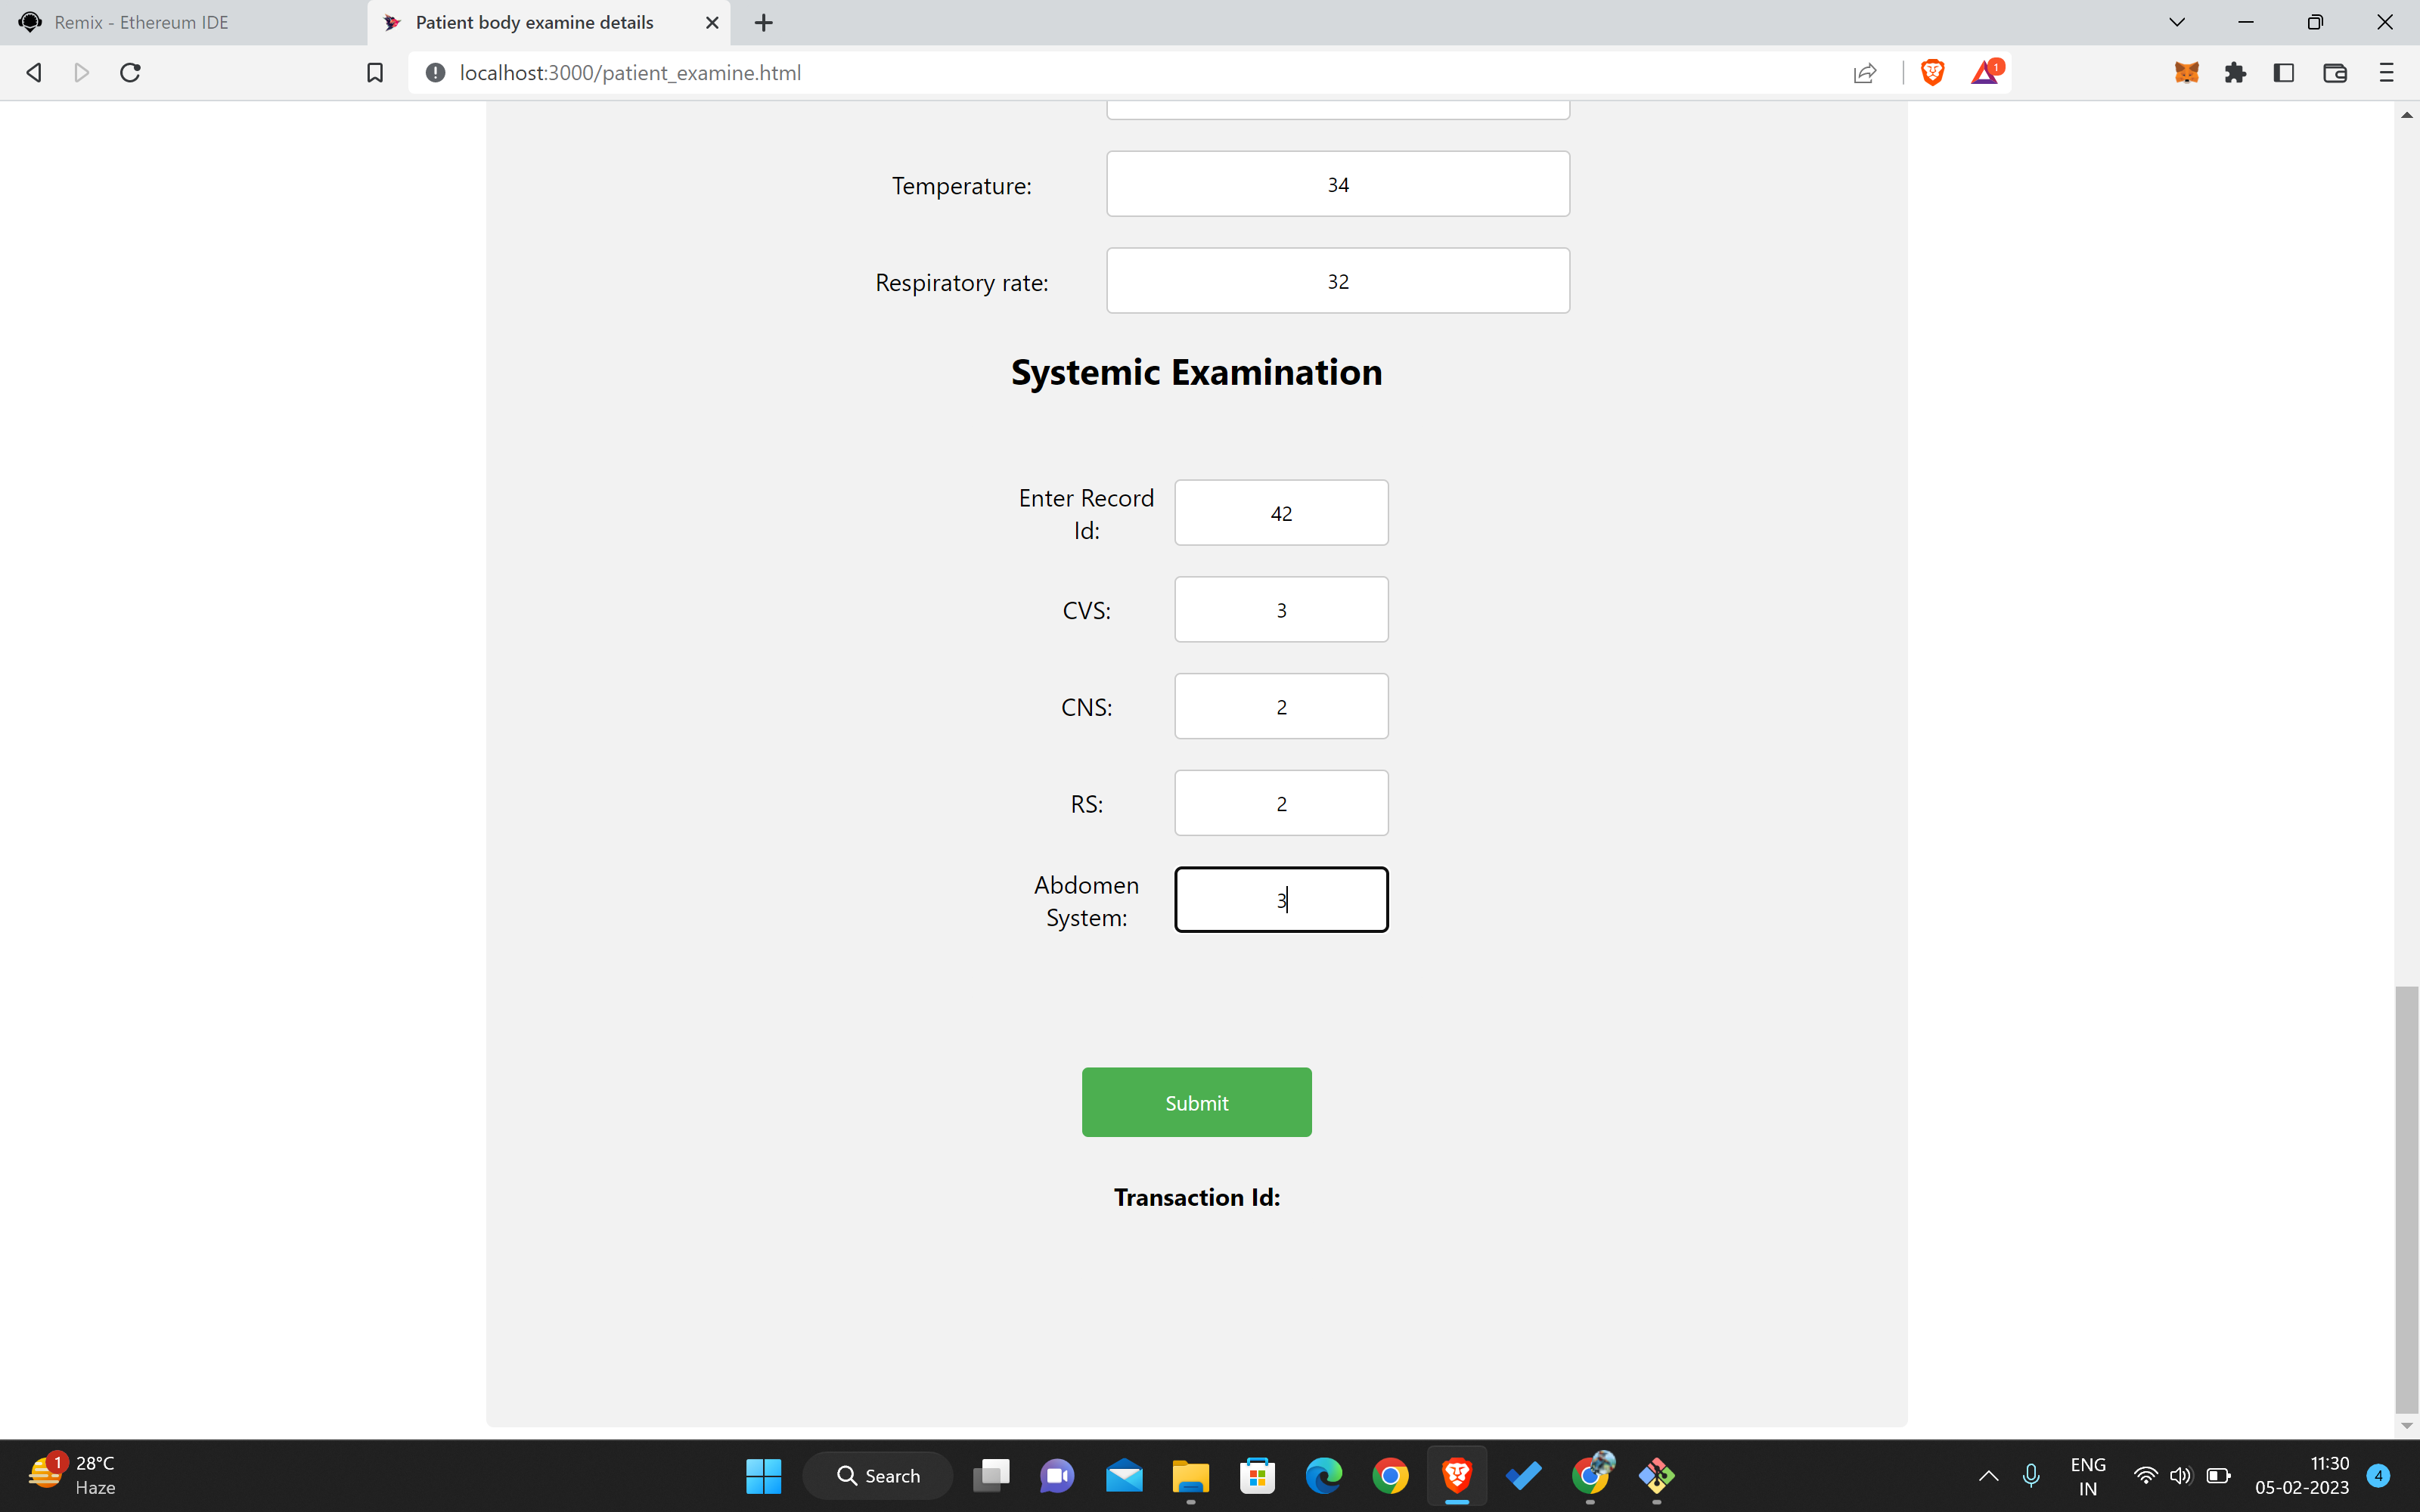 Remix - Ethereum IDE
Patient body examine details
localhost:3000/patient_examine.html
1
Temperature:
34
Respiratory rate:
32
Systemic Examination
Enter Record
Id:
42
CVS:
3
CNS:
2
RS:
2
Abdomen
System:
3
Submit
Transaction Id:
1
28°C
Haze
Search
ENG
IN
11:30
05-02-2023
4